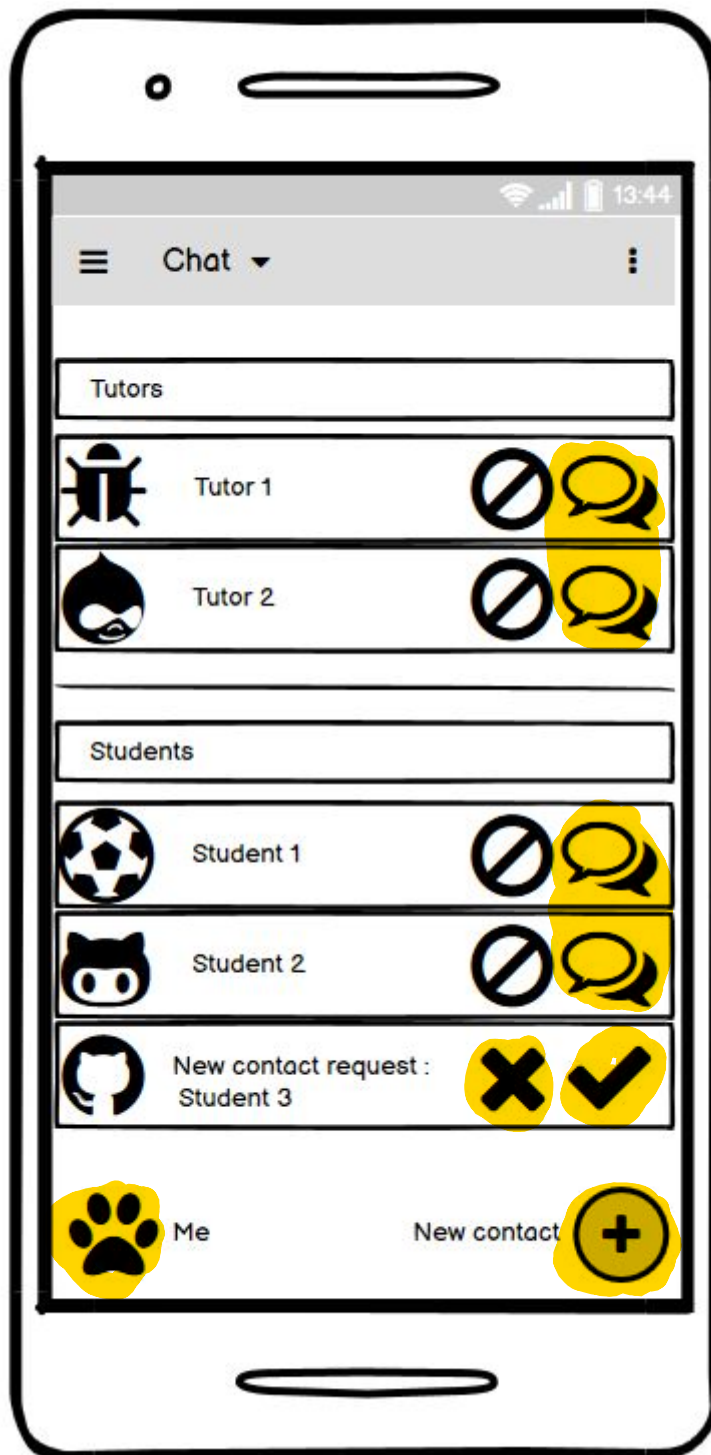 13:44
Chat
Tutors
Tutor 1
Tutor 2
Students
Student 1
Student 2
New contact request :
Student 3
Me
New contact